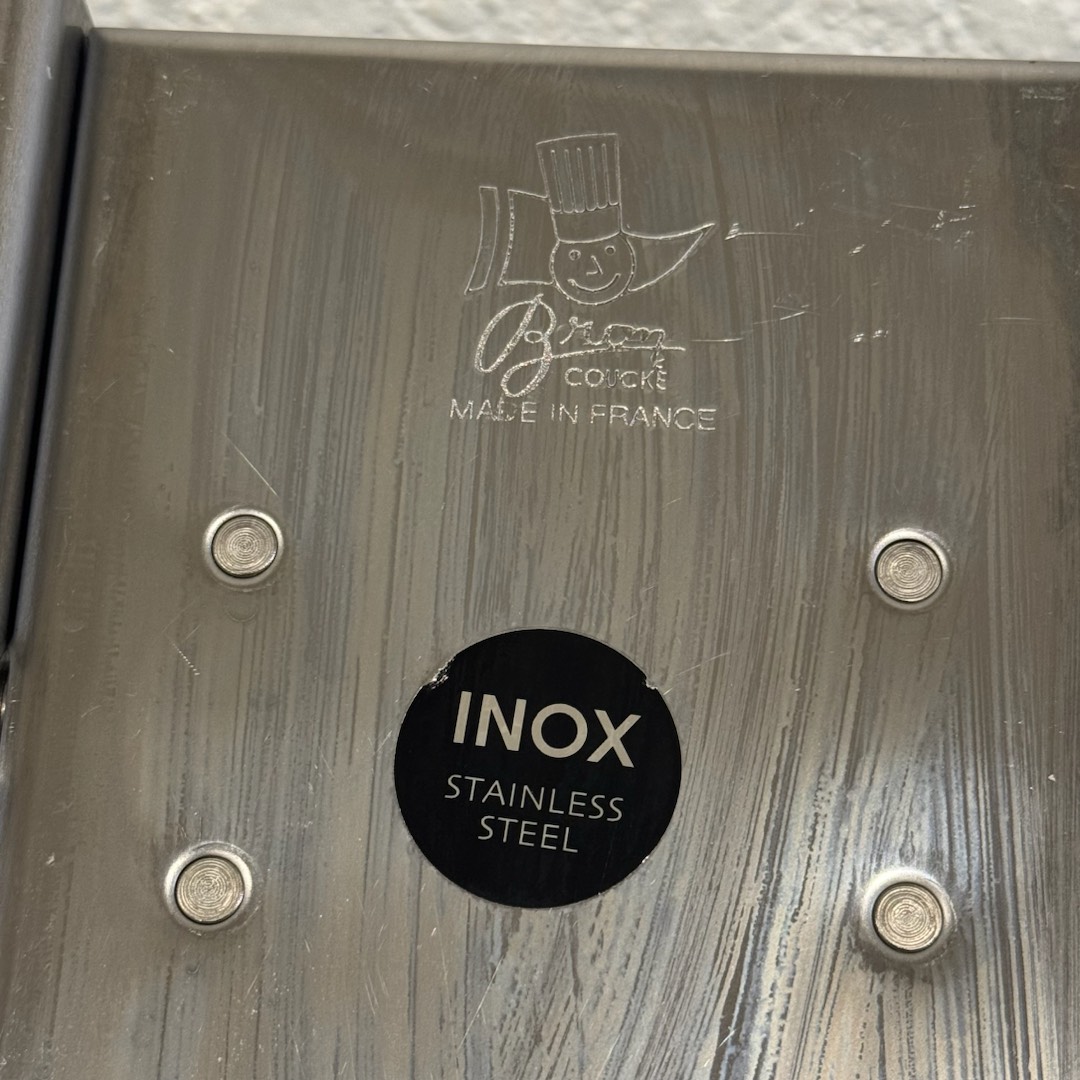 Bron
COUCKE
MADE IN FRANCE
INOX
STAINLESS
STEEL